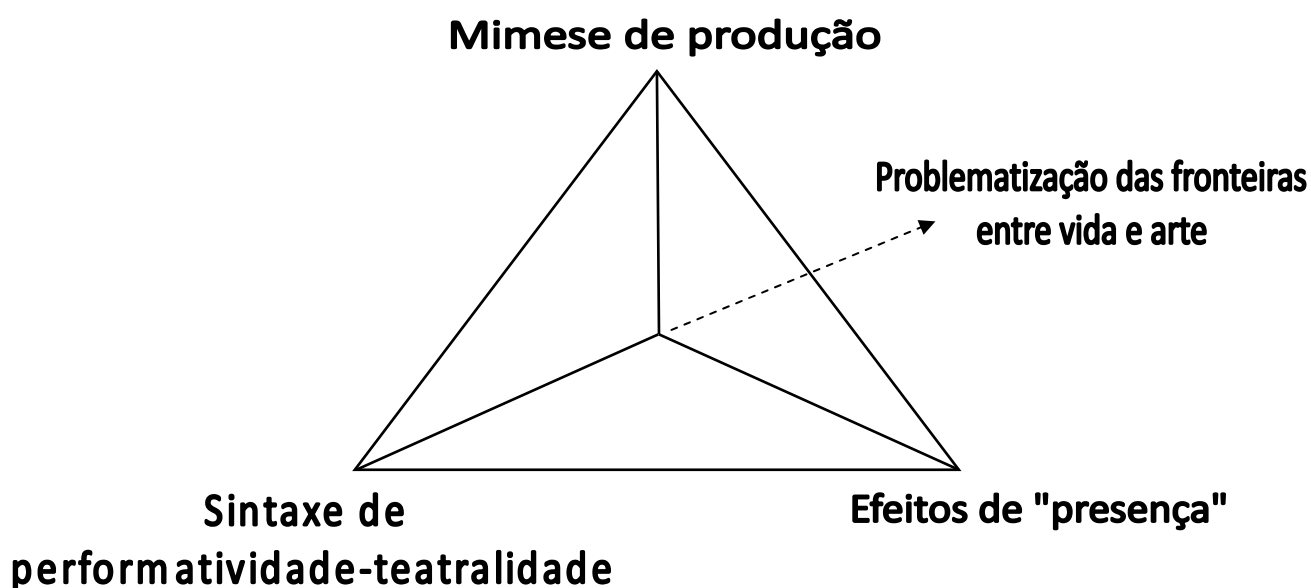 Mimese de produção
Problematização das fronteiras
entre vida e arte
Sintaxe de
performatividade-teatralidade
Efeitos de "presença"